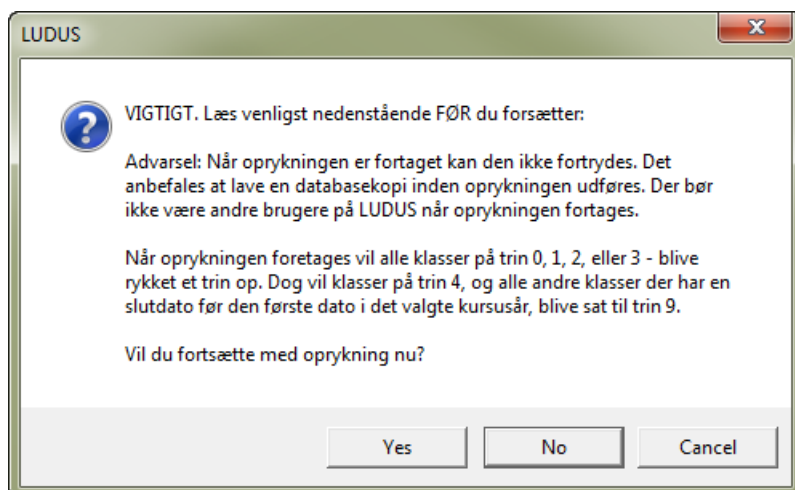 LUDUS
VIGTIGT. Læs venligst nedenstående FØR du forsætter:
Advarsel: Når oprykningen er fortaget kan den ikke fortrydes. Det
anbefales at lave en databasekopi inden oprykningen udføres. Der bør
ikke være andre brugere på LUDUS når oprykningen fortages.
Når oprykningen foretages vil alle klasser på trin 0, 1, 2, eller 3 - blive
rykket et trin op. Dog vil klasser på trin 4, og alle andre klasser der har en
slutdato før den første dato i det valgte kursusår, blive sat til trin 9.
Vil du fortsætte med oprykning nu?
Yes No Cancel